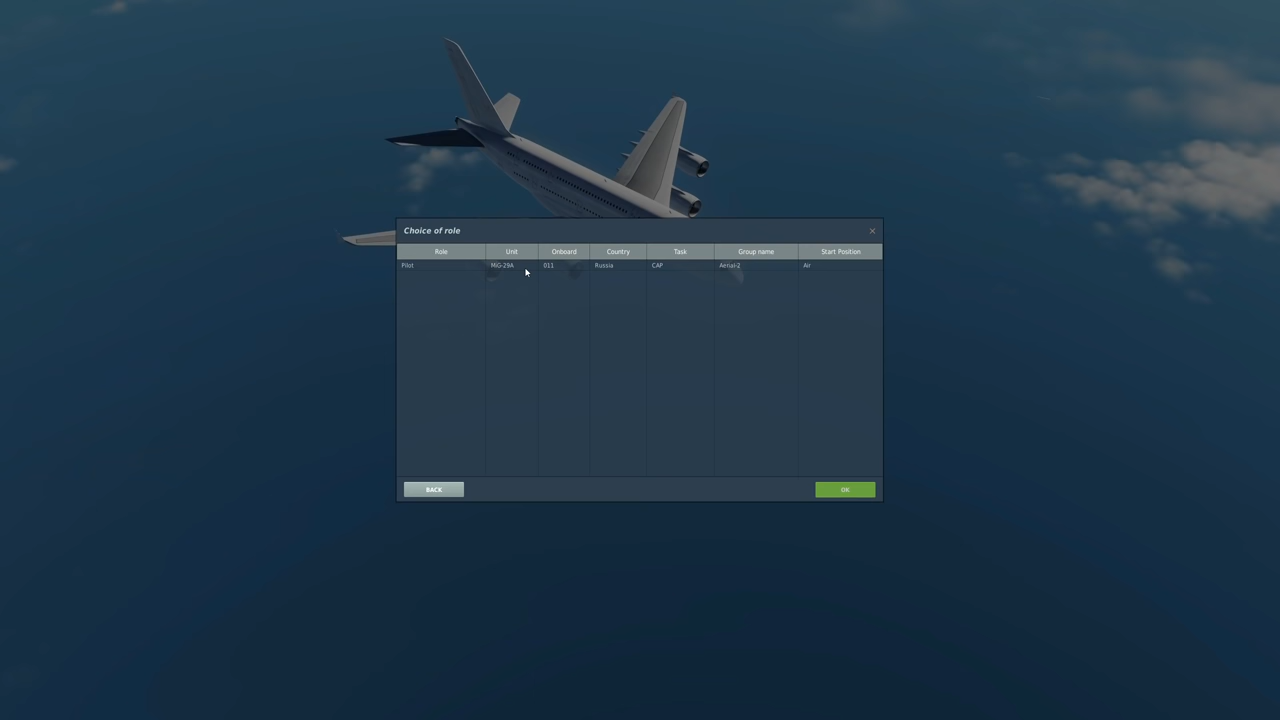 Choice of role
Role Unit Onboard Country Task Group name Start Position
Pilot MiG-29A 011 Russia CAP Aerial-2 Air
BACK OK